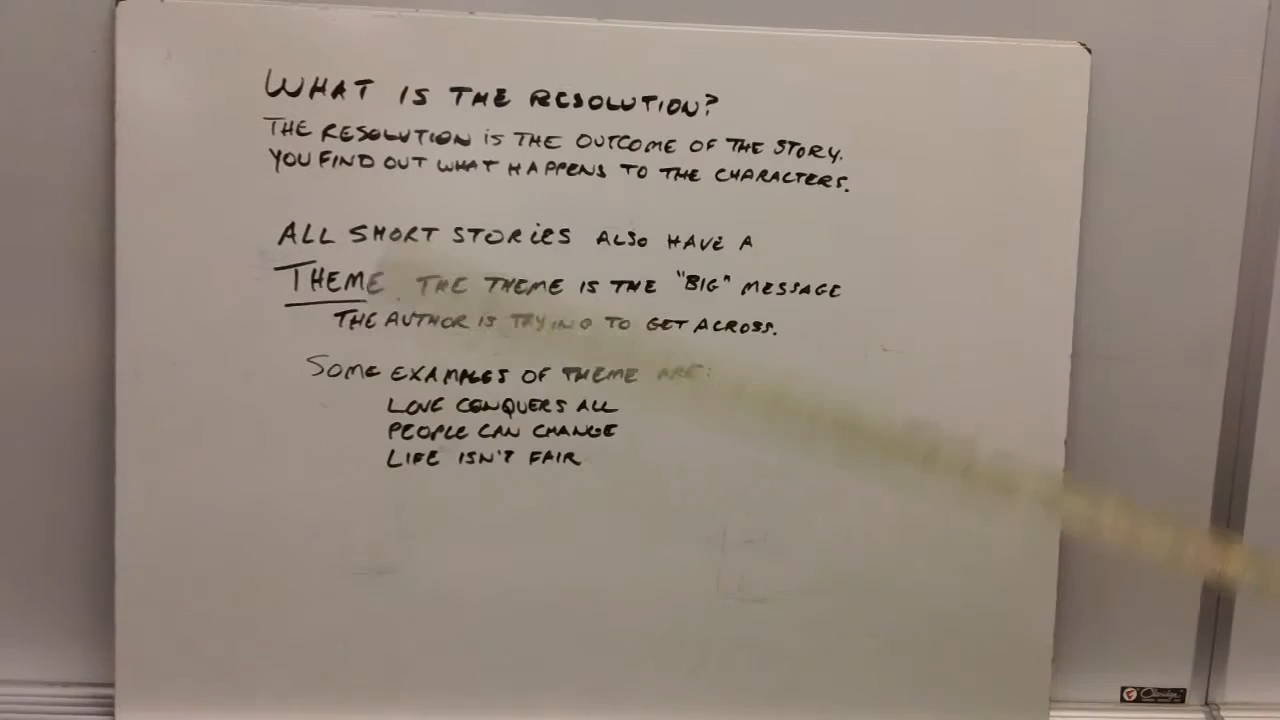 WHAT IS THE RESOLUTION?
THE RESOLUTION IS THE OUTCOME OF THE STORY.
YOU FIND OUT WHAT HAPPENS TO THE CHARACTERS.
ALL SHORT STORIES ALSO HAVE A
THEME. THE THEME IS THE "BIG" MESSAGE
THE AUTHOR IS TRYING TO GET ACROSS.
SOME EXAMPLES OF THEME ARE:
LOVE CONQUERS ALL
PEOPLE CAN CHANGE
LIFE ISN'T FAIR